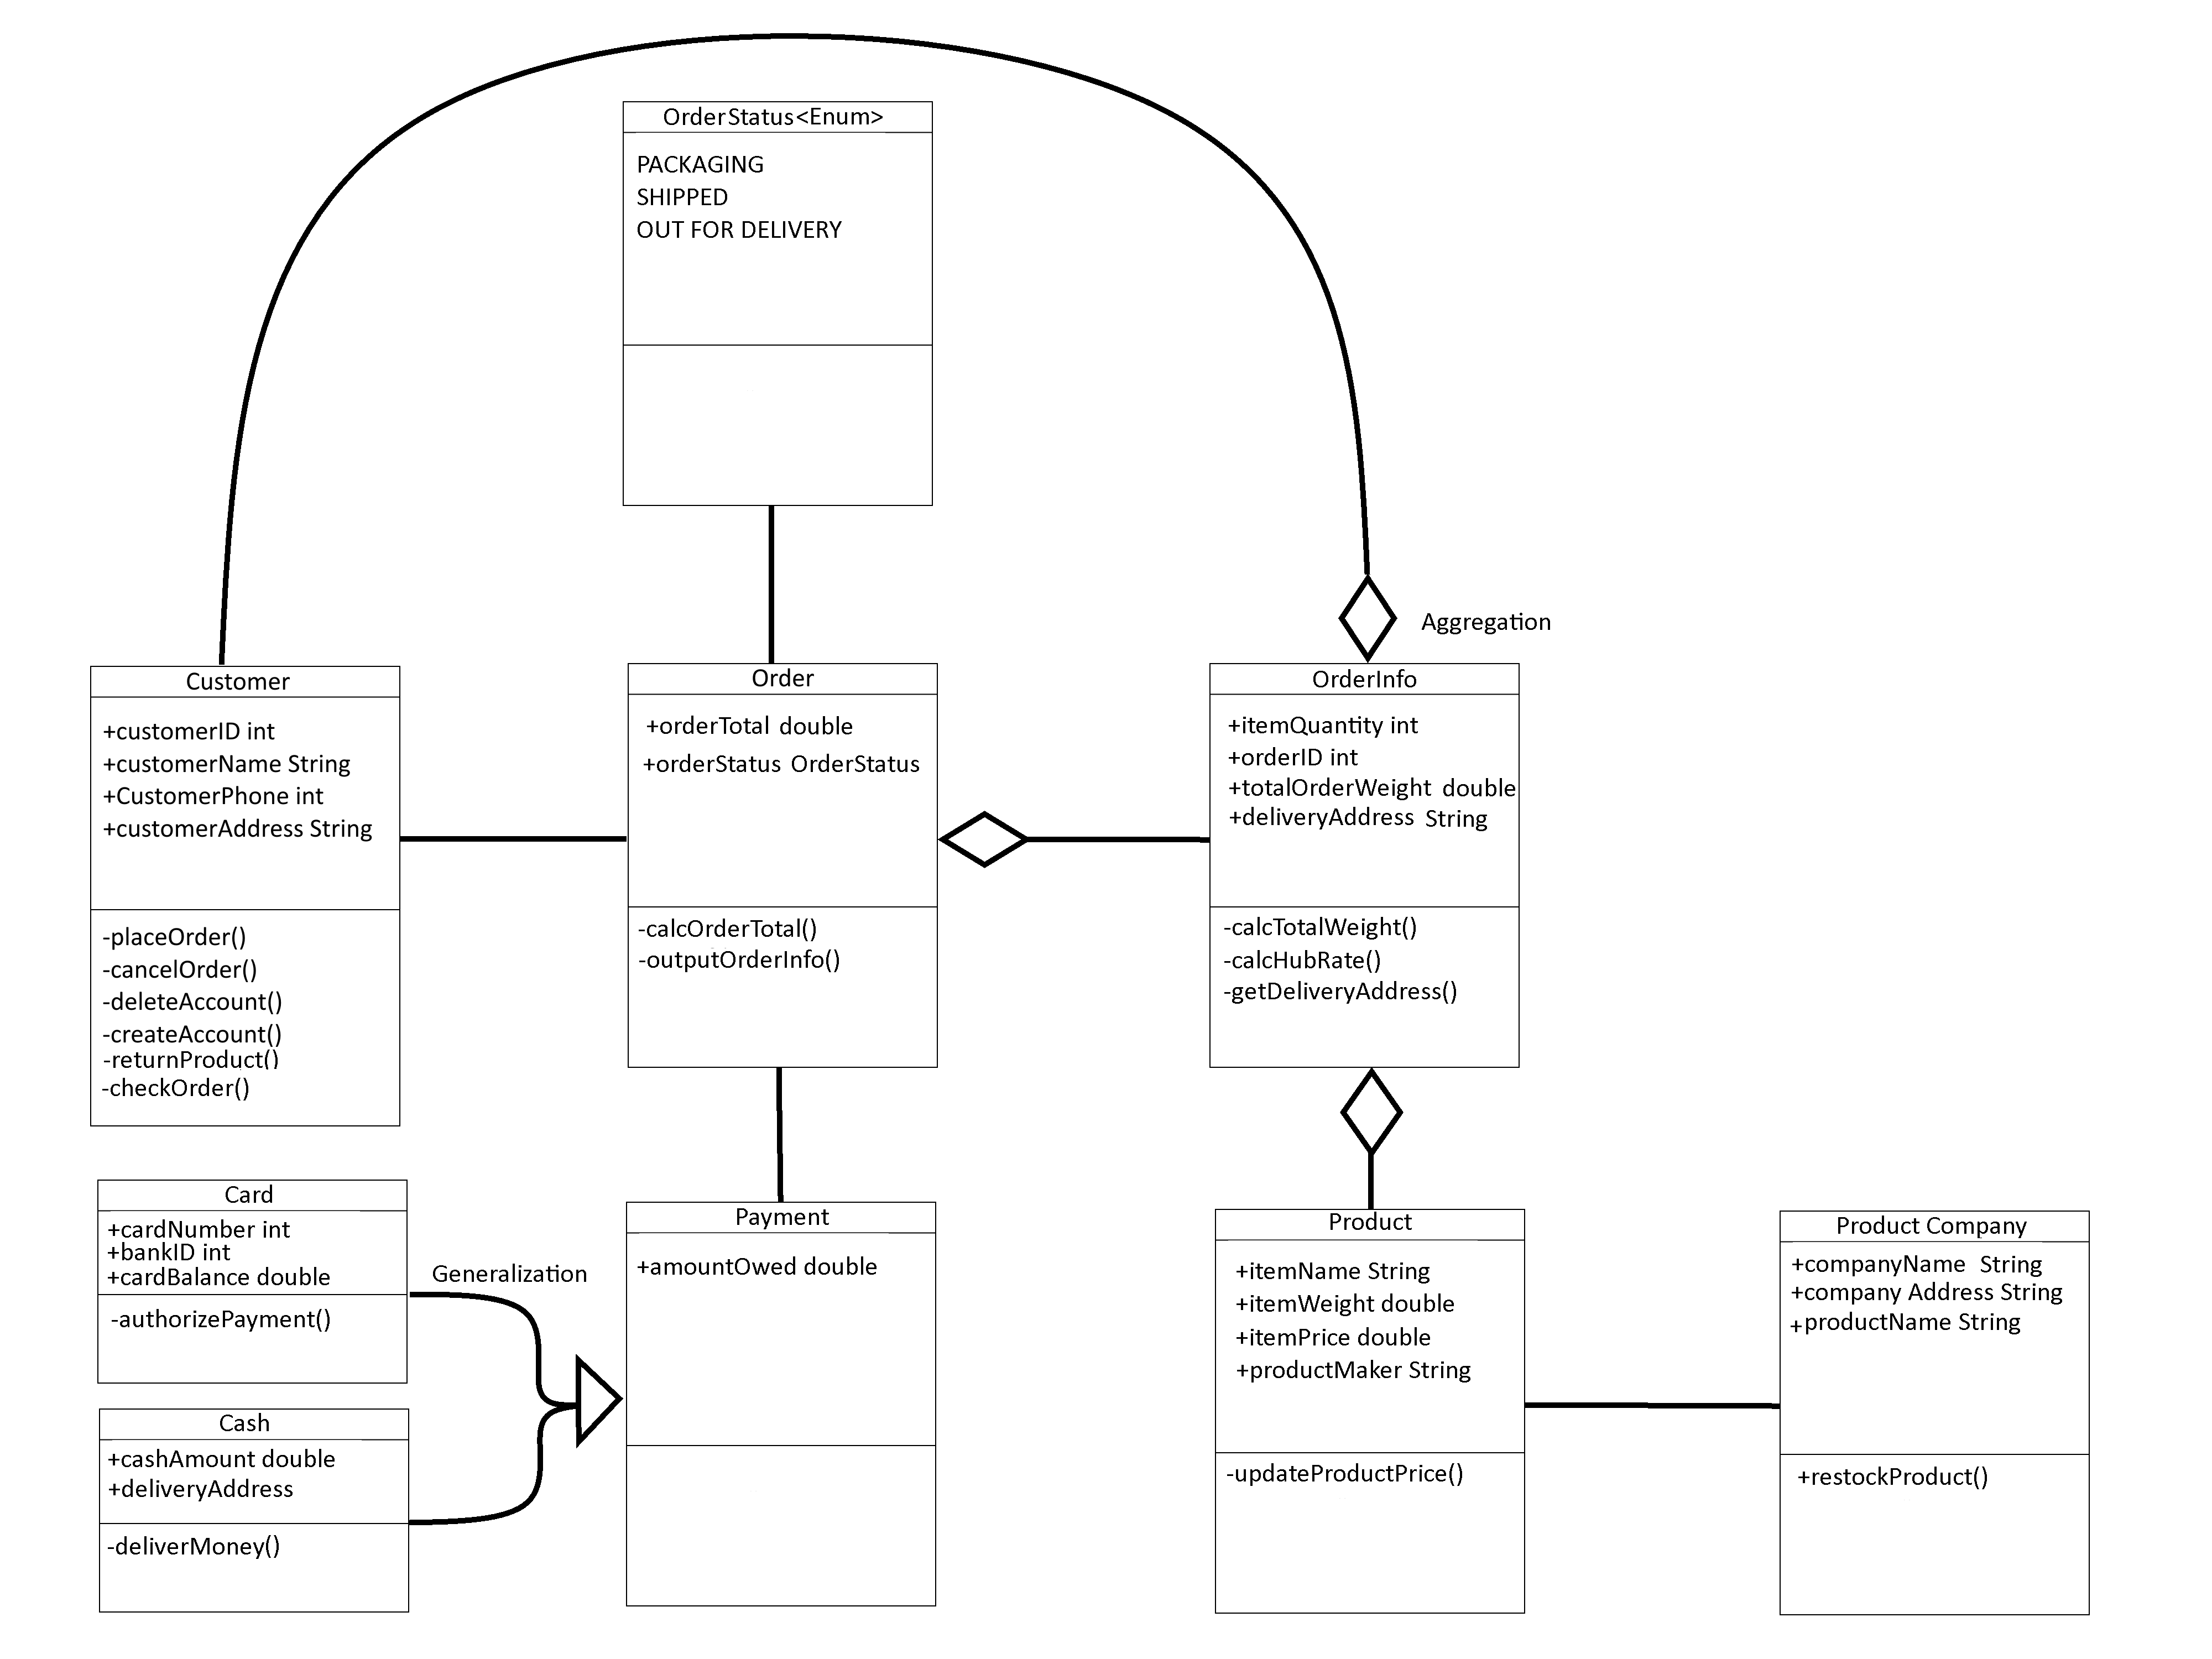 OrderStatus<Enum>
PACKAGING
SHIPPED
OUT FOR DELIVERY
Aggregation
Customer
+customerID int
+customerName String
+CustomerPhone int
+customerAddress String
-placeOrder()
-cancelOrder()
-deleteAccount()
-createAccount()
-returnProduct()
-checkOrder()
Order
+orderTotal double
+orderStatus OrderStatus
-calcOrderTotal()
-outputOrderInfo()
OrderInfo
+itemQuantity int
+orderID int
+totalOrderWeight double
+deliveryAddress String
-calcTotalWeight()
-calcHubRate()
-getDeliveryAddress()
Card
+cardNumber int
+bankID int
+cardBalance double
-authorizePayment()
Generalization
Cash
+cashAmount double
+deliveryAddress
-deliverMoney()
Payment
+amountOwed double
Product
+itemName String
+itemWeight double
+itemPrice double
+productMaker String
-updateProductPrice()
Product Company
+companyName String
+company Address String
+productName String
+restockProduct()